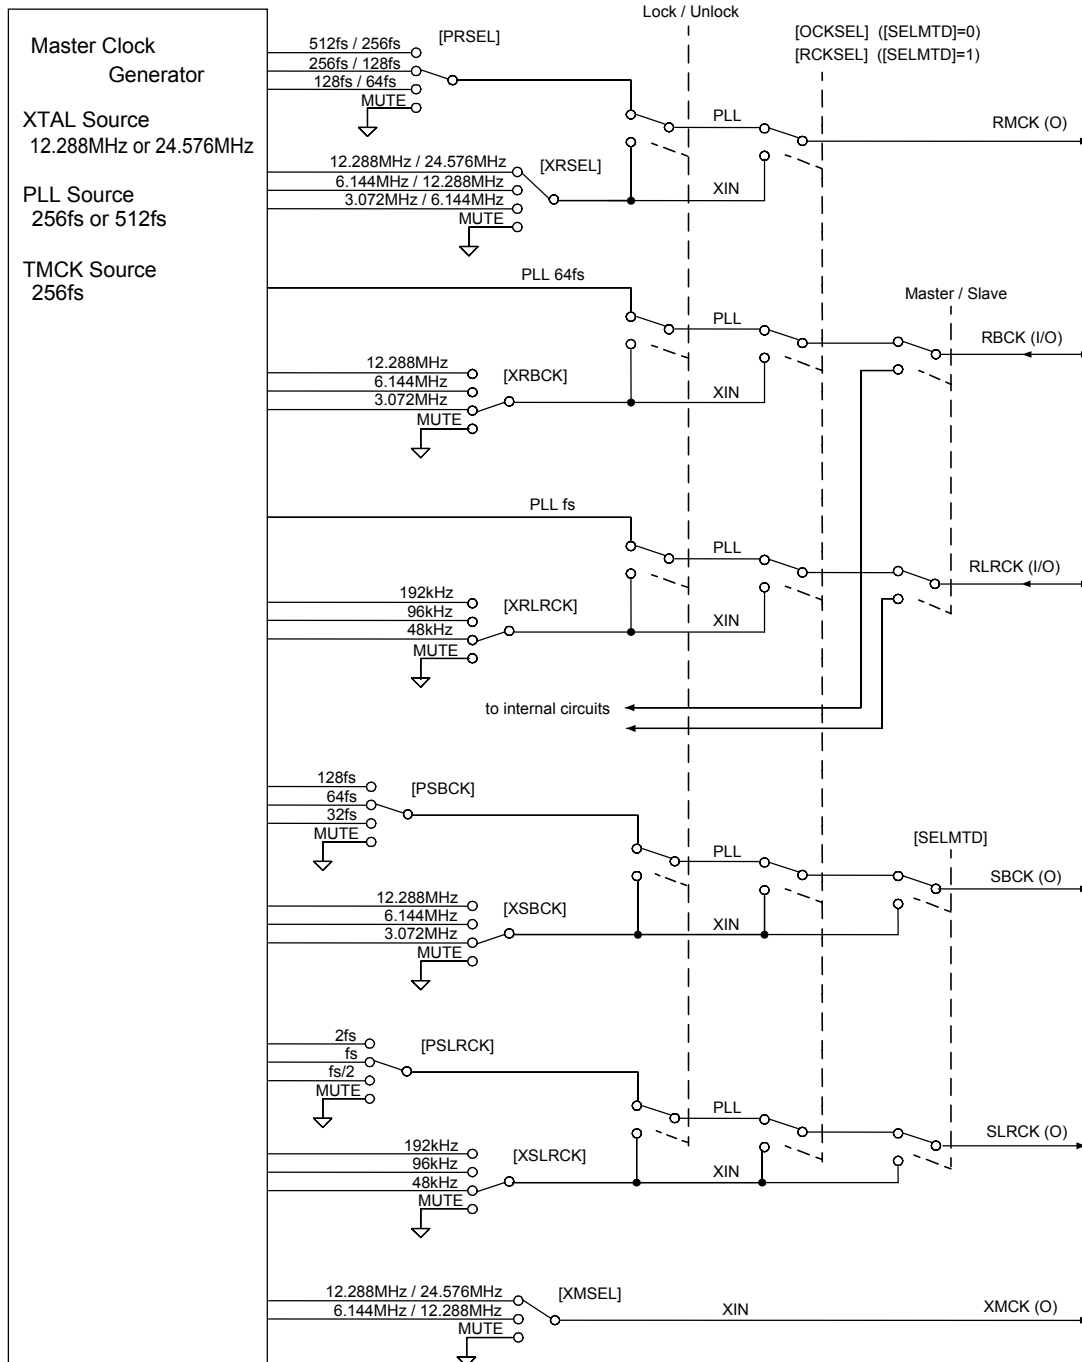 Lock / Unlock
[OCKSEL] ([SELMTD]=0)
[RCKSEL] ([SELMTD]=1)
Master Clock
Generator
XTAL Source
12.288MHz or 24.576MHz
PLL Source
256fs or 512fs
TMCK Source
256fs
512fs / 256fs
256fs / 128fs
128fs / 64fs
MUTE
[PRSEL]
PLL
RMCK (O)
12.288MHz / 24.576MHz
6.144MHz / 12.288MHz
3.072MHz / 6.144MHz
MUTE
[XRSEL]
XIN
PLL 64fs
Master / Slave
PLL
RBCK (I/O)
12.288MHz
6.144MHz
3.072MHz
MUTE
[XRBCK]
XIN
PLL fs
PLL
RLRCK (I/O)
192kHz
96kHz
48kHz
MUTE
[XRLRCK]
XIN
to internal circuits
128fs
64fs
32fs
MUTE
[PSBCK]
[SELMTD]
PLL
SBCK (O)
12.288MHz
6.144MHz
3.072MHz
MUTE
[XSBCK]
XIN
2fs
fs
fs/2
MUTE
[PSLRCK]
PLL
SLRCK (O)
192kHz
96kHz
48kHz
MUTE
[XSLRCK]
XIN
12.288MHz / 24.576MHz
6.144MHz / 12.288MHz
MUTE
[XMSEL]
XIN
XMCK (O)